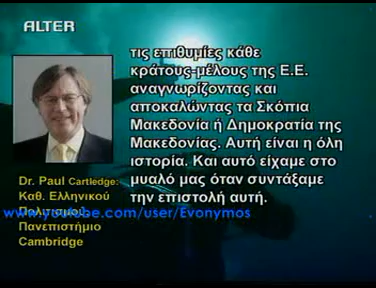 ALTER
τις επιθυμίες κάθε
κράτους-μέλους της Ε.Ε.
αναγνωρίζοντας και
αποκαλώντας τα Σκόπια
Μακεδονία ή Δημοκρατία της
Μακεδονίας. Αυτή είναι η όλη
ιστορία. Και αυτό είχαμε στο
μυαλό μας όταν συντάξαμε
την επιστολή αυτή.
Dr. Paul Cartledge:
Καθ. Ελληνικού
Πολιτισμού
Πανεπιστήμιο
Cambridge
www.youtube.com/user/Evonymos